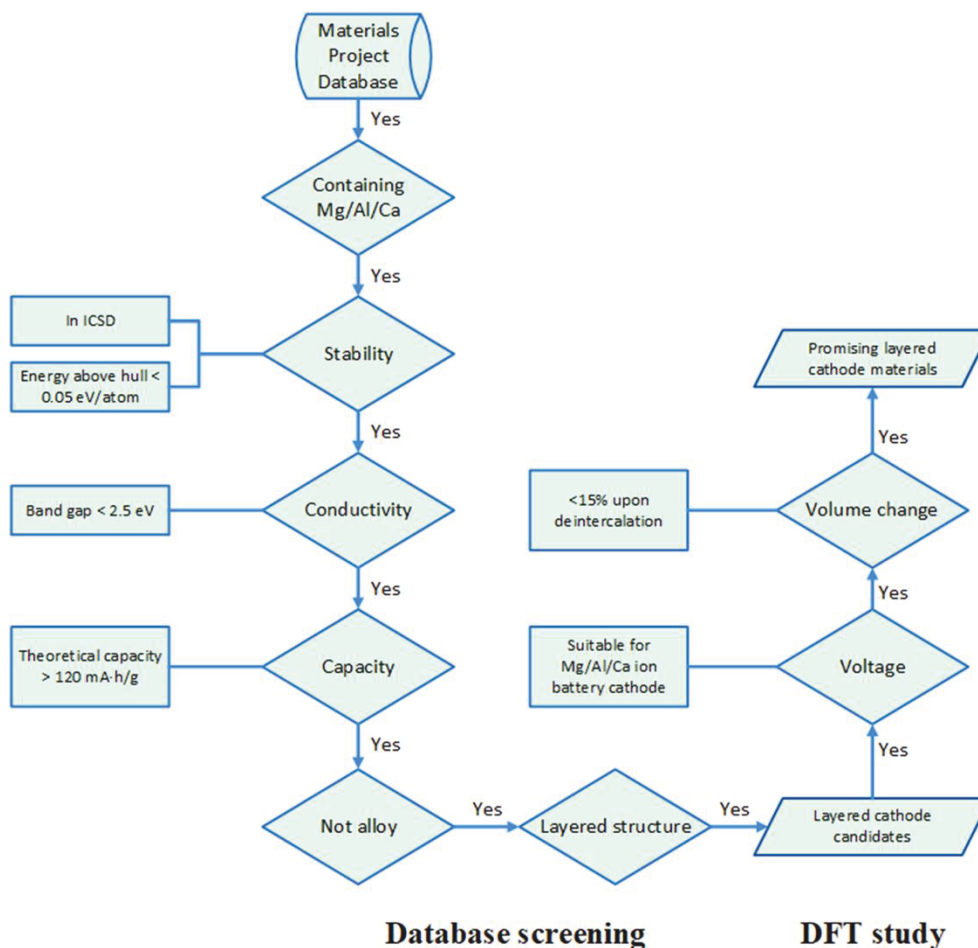 Materials
Project
Database
Yes
Containing
Mg/Al/Ca
Yes
In ICSD
Energy above hull <
0.05 eV/atom
Stability
Yes
Band gap < 2.5 eV
Conductivity
Yes
Theoretical capacity
> 120 mA·h/g
Capacity
Yes
Not alloy
Yes
Layered structure
Yes
Layered cathode
candidates
Yes
Suitable for
Mg/Al/Ca ion
battery cathode
Voltage
Yes
<15% upon
deintercalation
Volume change
Yes
Promising layered
cathode materials
Database screening
DFT study